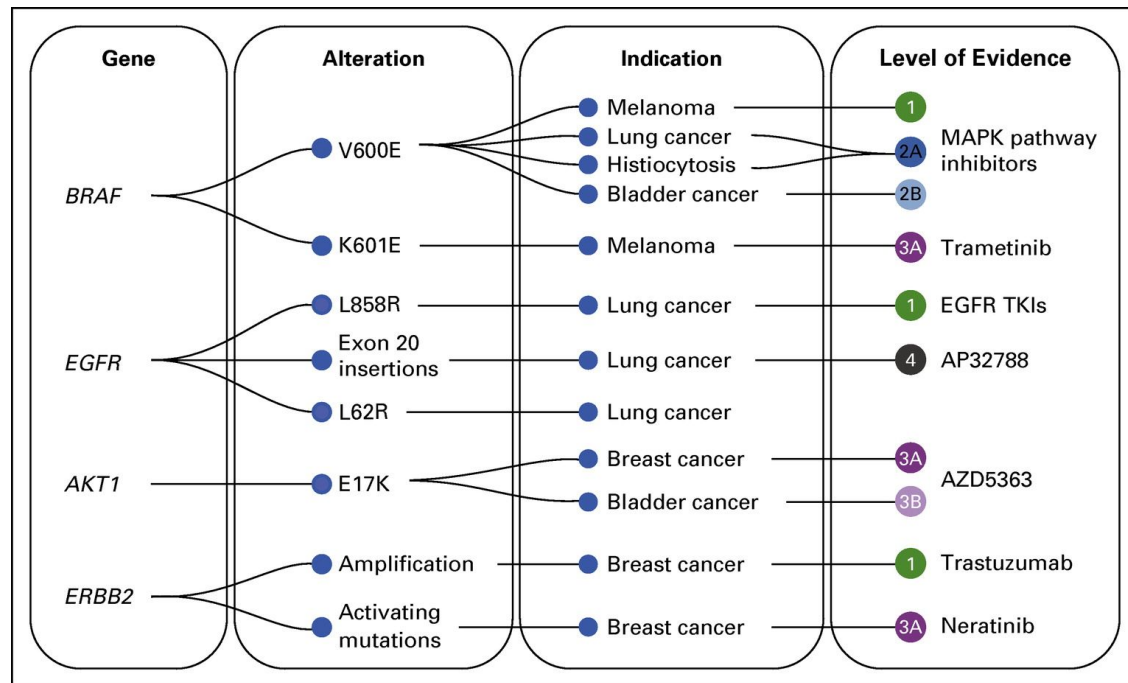 Gene
Alteration
Indication
Level of Evidence
BRAF
V600E
Melanoma
1
Lung cancer
Histiocytosis
2A
MAPK pathway
inhibitors
Bladder cancer
2B
K601E
Melanoma
3A
Trametinib
EGFR
L858R
Lung cancer
1
EGFR TKIs
Exon 20
insertions
Lung cancer
4
AP32788
L62R
Lung cancer
AKT1
E17K
Breast cancer
3A
Bladder cancer
3B
AZD5363
ERBB2
Amplification
Breast cancer
1
Trastuzumab
Activating
mutations
Breast cancer
3A
Neratinib